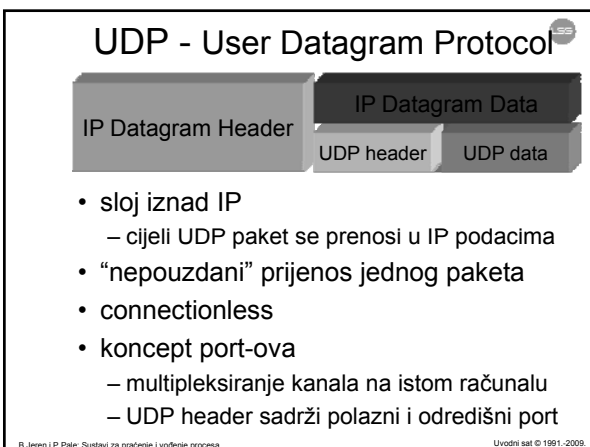 UDP - User Datagram Protocol
LSS
IP Datagram Header
IP Datagram Data
UDP header
UDP data
• sloj iznad IP
– cijeli UDP paket se prenosi u IP podacima
• “nepouzdani” prijenos jednog paketa
• connectionless
• koncept port-ova
– multipleksiranje kanala na istom računalu
– UDP header sadrži polazni i odredišni port
B.Jeren i P.Pale: Sustavi za praćenje i vođenje procesa
Uvodni sat © 1991.-2009.